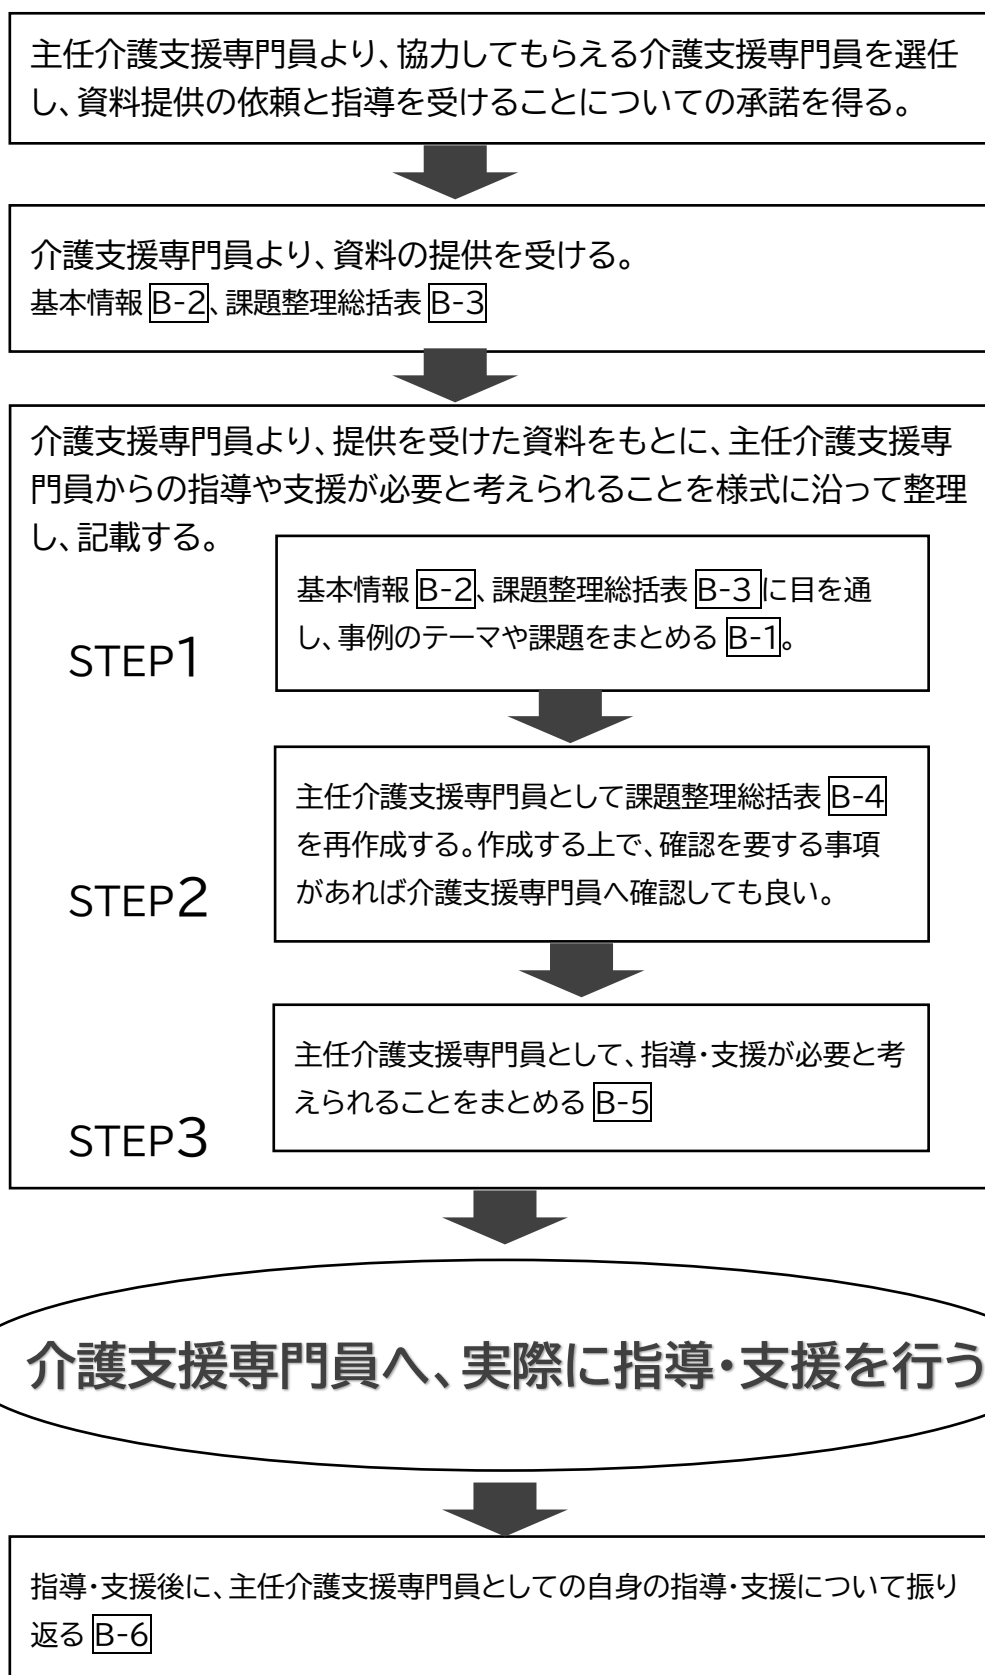 主任介護支援専門員より、協力してもらえる介護支援専門員を選任
し、資料提供の依頼と指導を受けることについての承諾を得る。
介護支援専門員より、資料の提供を受ける。
基本情報 B-2、課題整理総括表 B-3
介護支援専門員より、提供を受けた資料をもとに、主任介護支援専
門員からの指導や支援が必要と考えられることを様式に沿って整理
し、記載する。
STEP1
基本情報 B-2、課題整理総括表 B-3 に目を通
し、事例のテーマや課題をまとめる B-1。
STEP2
主任介護支援専門員として課題整理総括表 B-4
を再作成する。作成する上で、確認を要する事項
があれば介護支援専門員へ確認しても良い。
STEP3
主任介護支援専門員として、指導・支援が必要と考
えられることをまとめる B-5
介護支援専門員へ、実際に指導・支援を行う
指導・支援後に、主任介護支援専門員としての自身の指導・支援について振り
返る B-6